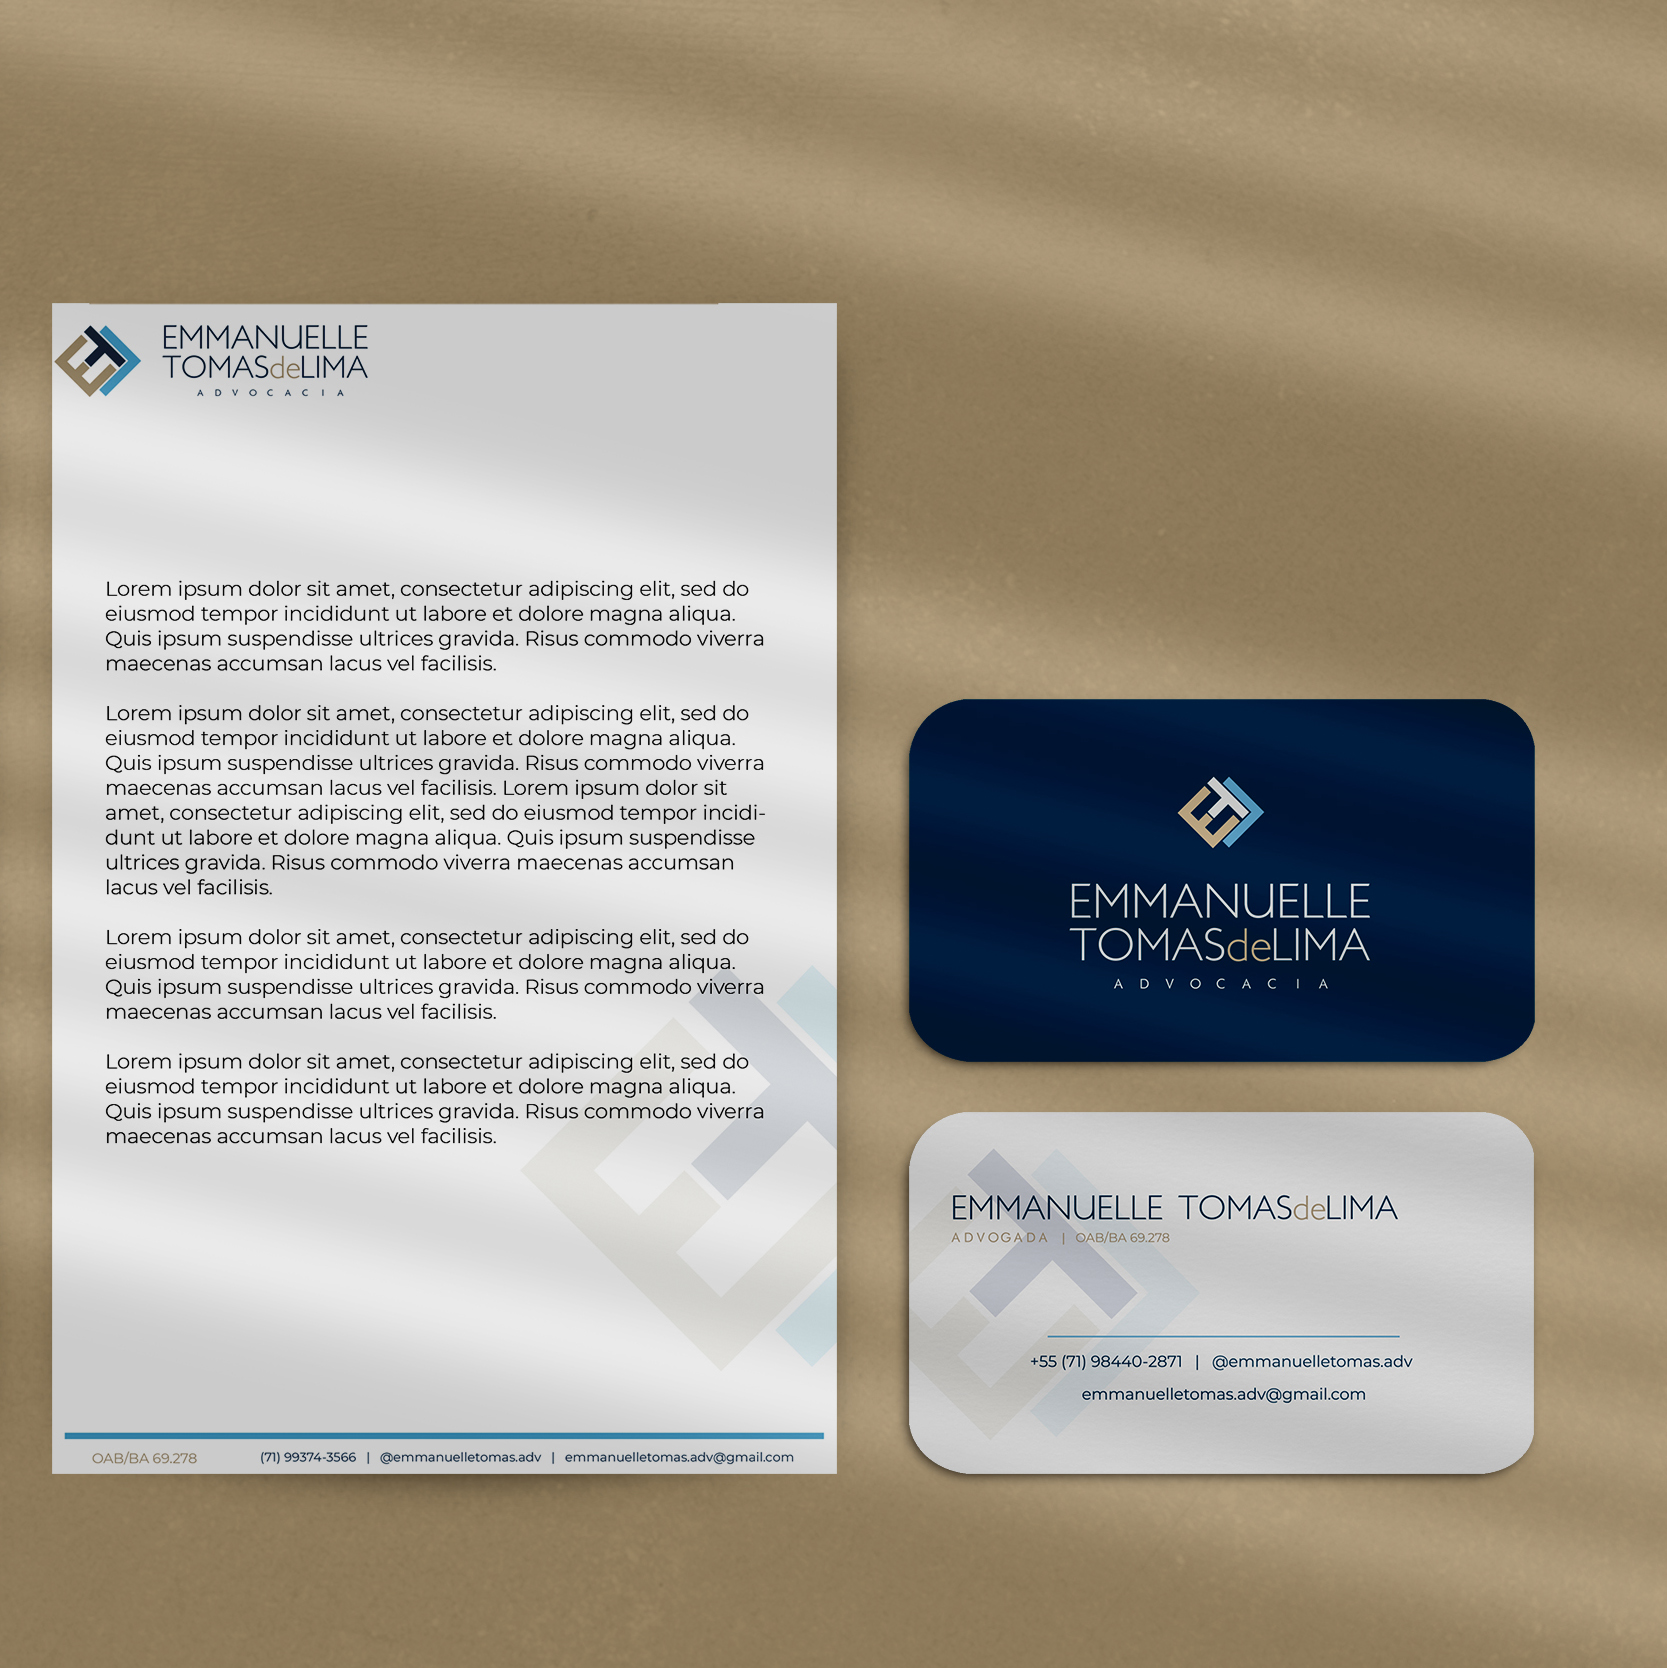 EMMANUELLE
TOMASdeLIMA
ADVOCACIA
Lorem ipsum dolor sit amet, consectetur adipiscing elit, sed do
eiusmod tempor incididunt ut labore et dolore magna aliqua.
Quis ipsum suspendisse ultrices gravida. Risus commodo viverra
maecenas accumsan lacus vel facilisis.
Lorem ipsum dolor sit amet, consectetur adipiscing elit, sed do
eiusmod tempor incididunt ut labore et dolore magna aliqua.
Quis ipsum suspendisse ultrices gravida. Risus commodo viverra
maecenas accumsan lacus vel facilisis. Lorem ipsum dolor sit
amet, consectetur adipiscing elit, sed do eiusmod tempor incidi-
dunt ut labore et dolore magna aliqua. Quis ipsum suspendisse
ultrices gravida. Risus commodo viverra maecenas accumsan
lacus vel facilisis.
Lorem ipsum dolor sit amet, consectetur adipiscing elit, sed do
eiusmod tempor incididunt ut labore et dolore magna aliqua.
Quis ipsum suspendisse ultrices gravida. Risus commodo viverra
maecenas accumsan lacus vel facilisis.
Lorem ipsum dolor sit amet, consectetur adipiscing elit, sed do
eiusmod tempor incididunt ut labore et dolore magna aliqua.
Quis ipsum suspendisse ultrices gravida. Risus commodo viverra
maecenas accumsan lacus vel facilisis.
OAB/BA 69.278 (71) 99374-3566 | @emmanuelletomas.adv | emmanuelletomas.adv@gmail.com
EMMANUELLE
TOMASdeLIMA
ADVOCACIA
EMMANUELLE TOMASdeLIMA
ADVOGADA | OAB/BA 69.278
+55 (71) 98440-2871 | @emmanuelletomas.adv
emmanuelletomas.adv@gmail.com